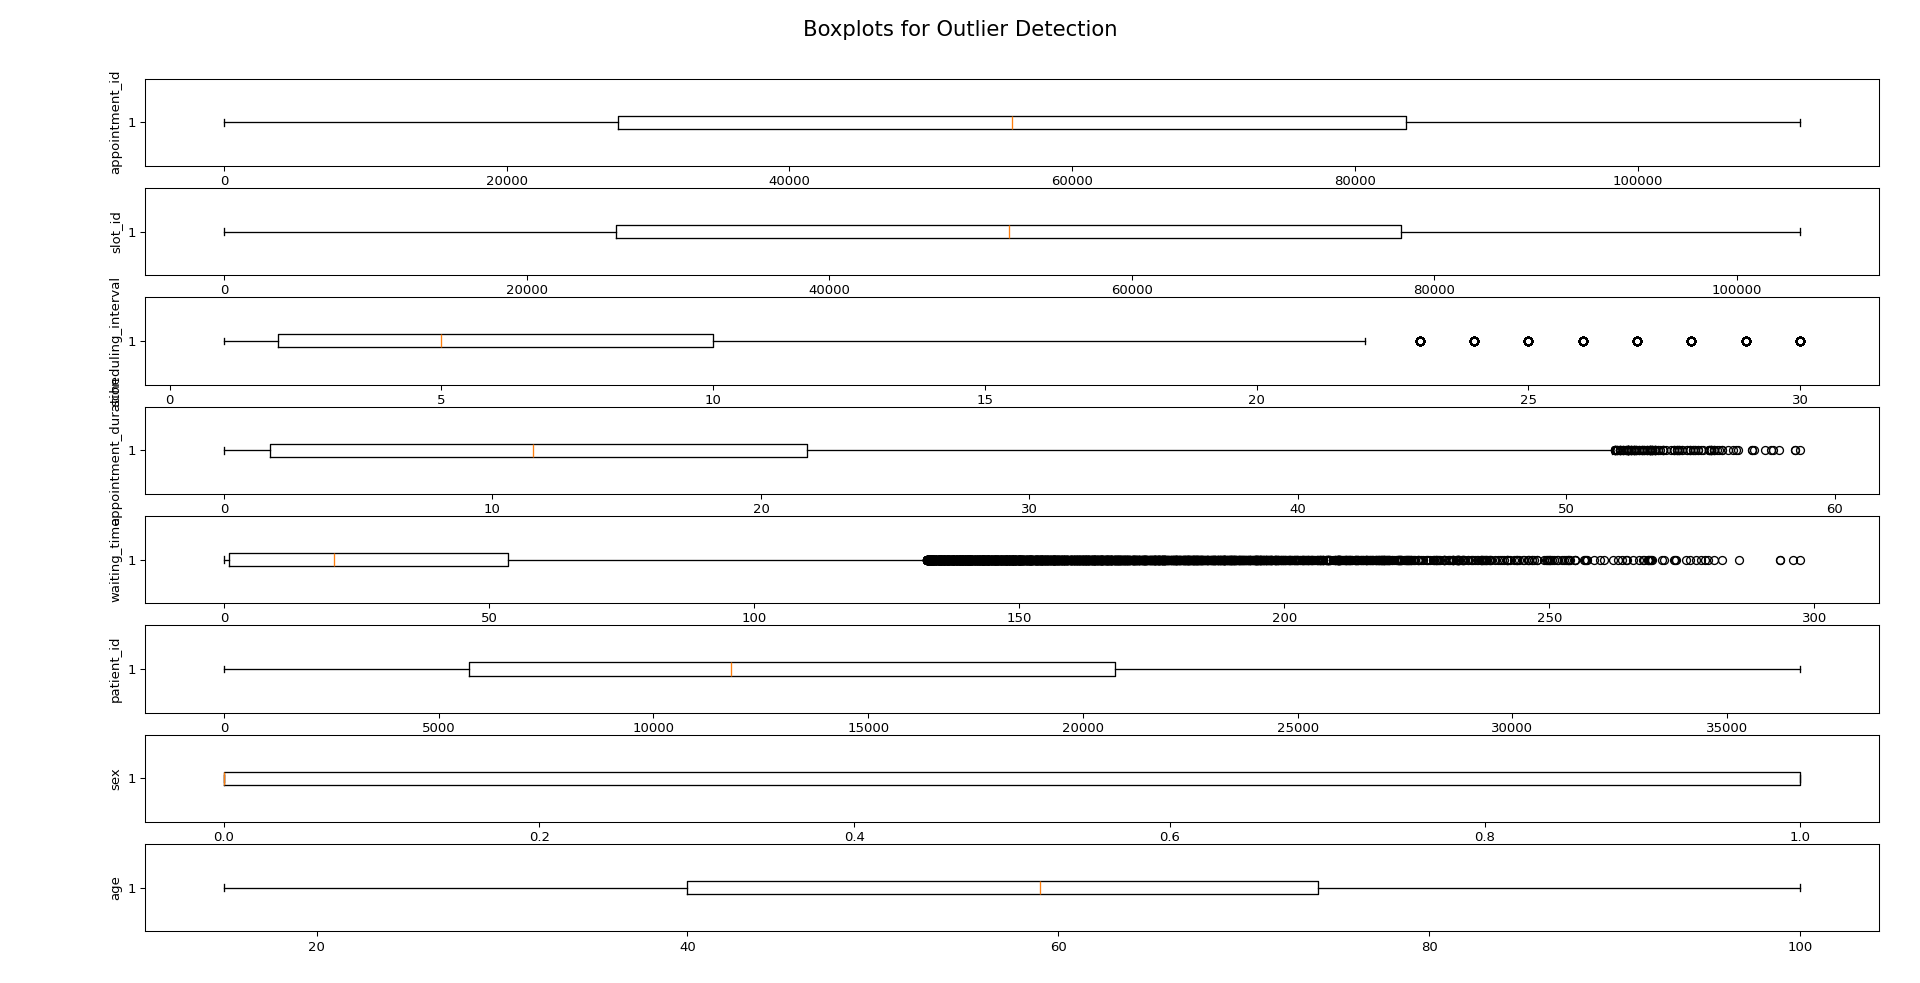 Boxplots for Outlier Detection
appointment_id
1
0 20000 40000 60000 80000 100000
slot_id
1
0 20000 40000 60000 80000 100000
scheduling_interval
1
0 5 10 15 20 25 30
appointment_duration
1
0 10 20 30 40 50 60
waiting_time
1
0 50 100 150 200 250 300
patient_id
1
0 5000 10000 15000 20000 25000 30000 35000
sex
1
0.0 0.2 0.4 0.6 0.8 1.0
age
1
20 40 60 80 100